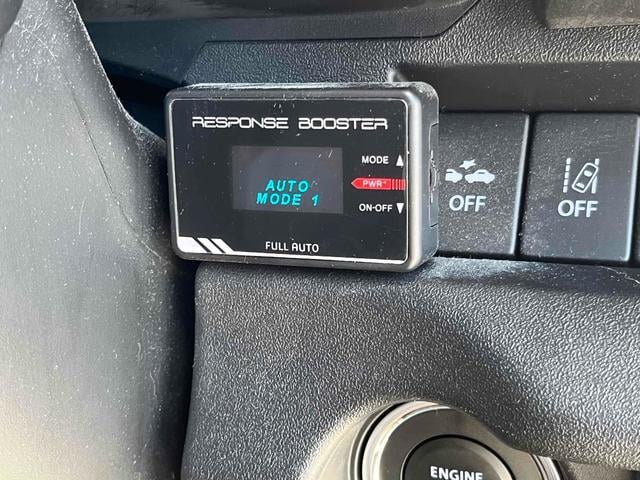 RESPONSE BOOSTER
MODE ▲
PWR
ON-OFF ▼
AUTO
MODE 1
FULL AUTO
OFF
OFF
ENGINE